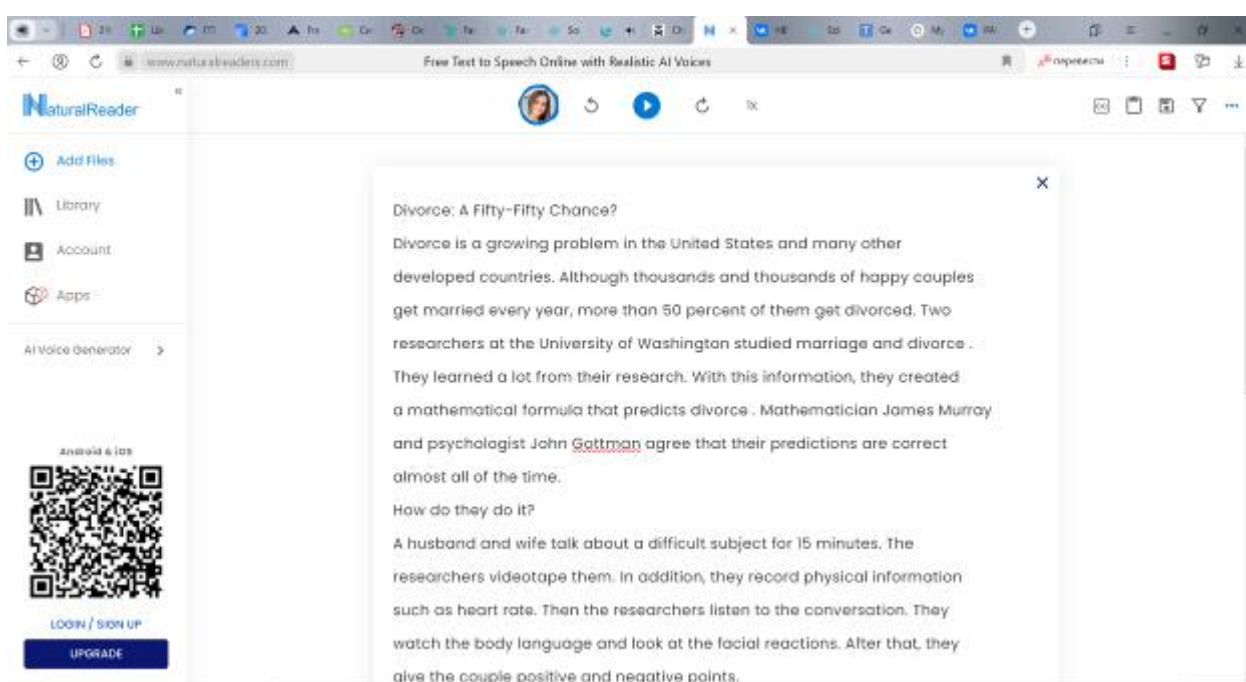 www.naturalreaders.com
Free Text to Speech Online with Realistic AI Voices
перевести
NaturalReader
Add Files
Library
Account
Apps
AI Voice Generator
Android & iOS
LOGIN / SIGN UP
UPGRADE
Divorce: A Fifty-Fifty Chance?
Divorce is a growing problem in the United States and many other
developed countries. Although thousands and thousands of happy couples
get married every year, more than 50 percent of them get divorced. Two
researchers at the University of Washington studied marriage and divorce .
They learned a lot from their research. With this information, they created
a mathematical formula that predicts divorce . Mathematician James Murray
and psychologist John Gottman agree that their predictions are correct
almost all of the time.
How do they do it?
A husband and wife talk about a difficult subject for 15 minutes. The
researchers videotape them. In addition, they record physical information
such as heart rate. Then the researchers listen to the conversation. They
watch the body language and look at the facial reactions. After that, they
give the couple positive and negative points.